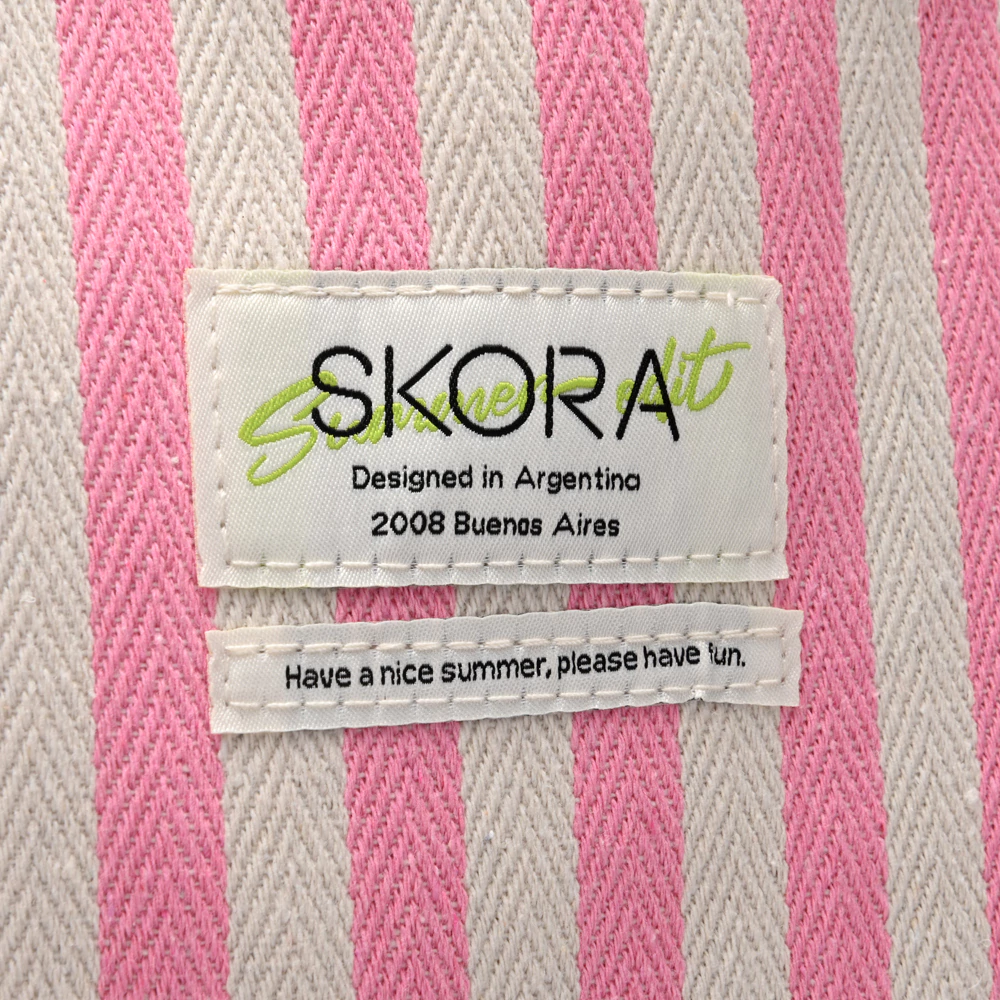 SKORA
Summer edit
Designed in Argentina
2008 Buenos Aires
Have a nice summer, please have fun.